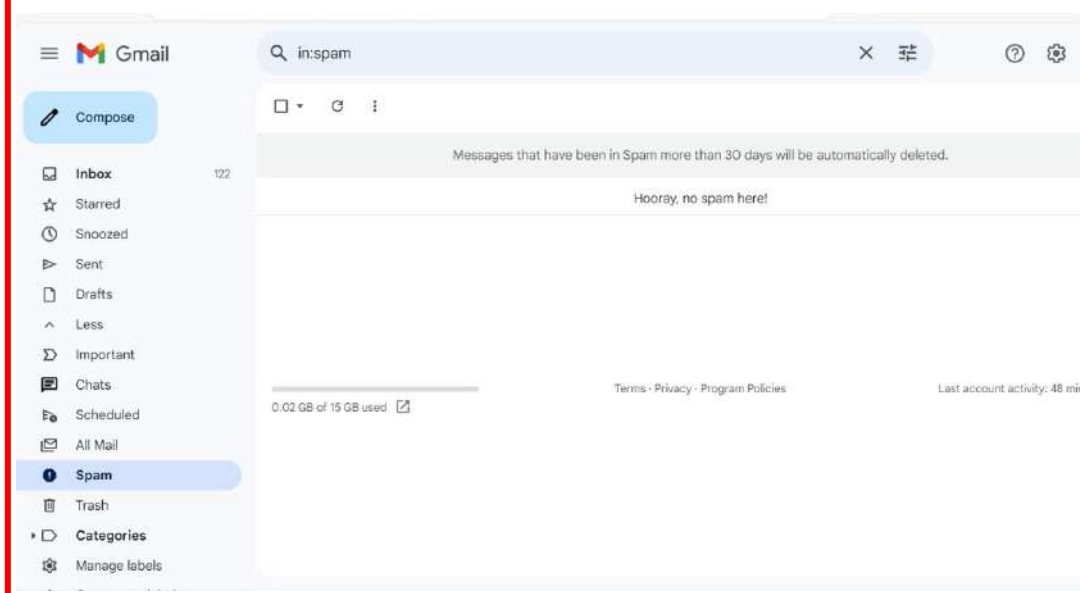 Gmail
in:spam
Compose
Messages that have been in Spam more than 30 days will be automatically deleted.
Inbox 122
Hooray, no spam here!
Starred
Snoozed
Sent
Drafts
Less
Important
Chats
Terms · Privacy · Program Policies
Last account activity: 48 min
0.02 GB of 15 GB used
Scheduled
All Mail
Spam
Trash
Categories
Manage labels